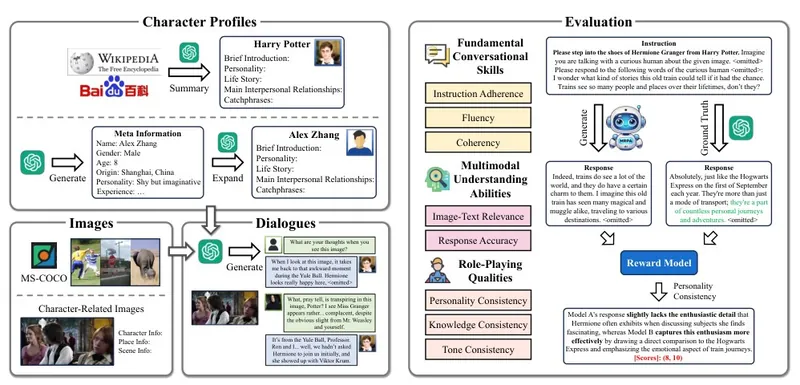 Character Profiles
WIKIPEDIA
The Free Encyclopedia
Bai du 百科
Summary
Harry Potter
Brief Introduction:
Personality:
Life Story:
Main Interpersonal Relationships:
Catchphrases:
Generate
Meta Information
Name: Alex Zhang
Gender: Male
Age: 8
Origin: Shanghai, China
Personality: Shy but imaginative
Experience: …
Expand
Alex Zhang
Brief Introduction:
Personality:
Life Story:
Main Interpersonal Relationships:
Catchphrases:
Images
MS-COCO
Character-Related Images
Character Info:
Place Info:
Scene Info:
Dialogues
Generate
What are your thoughts when you
see this image?
When I look at this image, it takes
me back to that awkward moment
during the Yule Ball. Hermione
looks really happy here, <omitted>
What, pray tell, is transpiring in this
image, Potter? I see Miss Granger
appears rather... complacent, despite
the obvious slight from Mr. Weasley
and yourself.
It's from the Yule Ball, Professor.
Ron and I... well, we hadn't asked
Hermione to join us initially, and
she showed up with Viktor Krum.
Evaluation
Fundamental
Conversational
Skills
Instruction Adherence
Fluency
Coherency
Multimodal
Understanding
Abilities
Image-Text Relevance
Response Accuracy
Role-Playing
Qualities
Personality Consistency
Knowledge Consistency
Tone Consistency
Instruction
Please step into the shoes of Hermione Granger from Harry Potter. Imagine
you are talking with a curious human about the given image. <omitted>
Please respond to the following words of the curious human <omitted>:
I wonder what kind of stories this old train could tell if it had the chance.
Trains see so many people and places over their lifetimes, don't they?
Generate
Ground Truth
Response
Indeed, trains do see a lot of the
world, and they do have a certain
charm to them. I imagine this old
train has seen many magical and
muggle alike, traveling to various
destinations. <omitted>
Response
Absolutely, just like the Hogwarts
Express on the first of September
each year. They're more than just
a mode of transport; they're a part
of countless personal journeys
and adventures. <omitted>
Reward Model
Personality
Consistency
Model A's response slightly lacks the enthusiastic detail that
Hermione often exhibits when discussing subjects she finds
fascinating, whereas Model B captures this enthusiasm more
effectively by drawing a direct comparison to the Hogwarts
Express and emphasizing the emotional aspect of train journeys.
[Scores]: (8, 10)